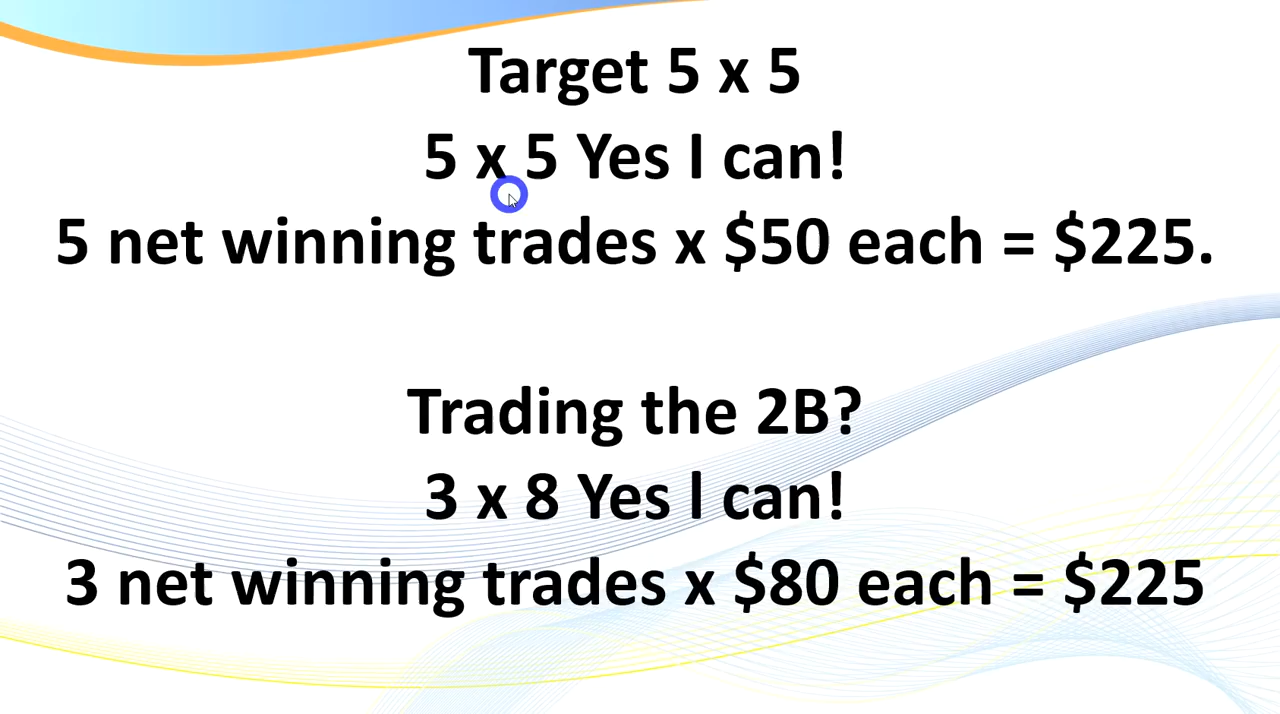 Target 5 x 5
5 x 5 Yes I can!
5 net winning trades x $50 each = $225.
Trading the 2B?
3 x 8 Yes I can!
3 net winning trades x $80 each = $225